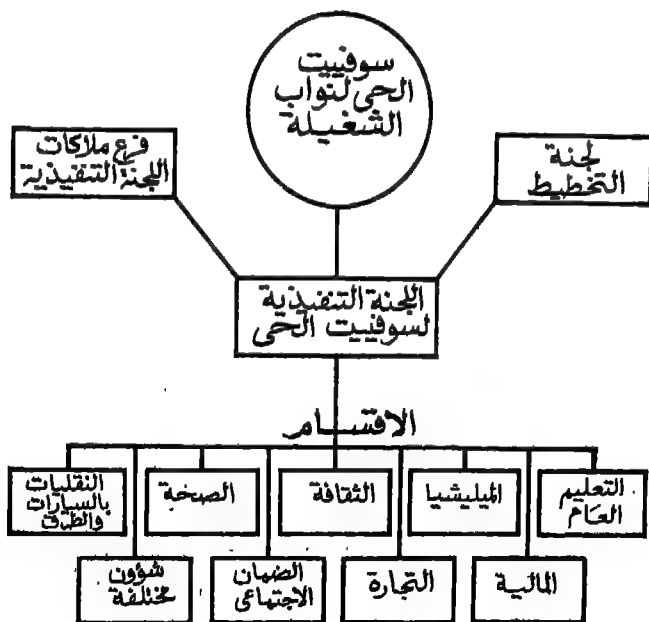 سوفييت
الحى لنواب
الشغيلة
لجنة
التخطيط
فرع ملاكات
اللجنة التنفيذية
اللجنة التنفيذية
لسوفييت الحى
الاقسام
التعليم
العام
الميليشيا
الثقافة
الصحة
النقليات
بالسيارات
والطرق
المالية
التجارة
الضمان
الاجتماعى
شؤون
مختلفة